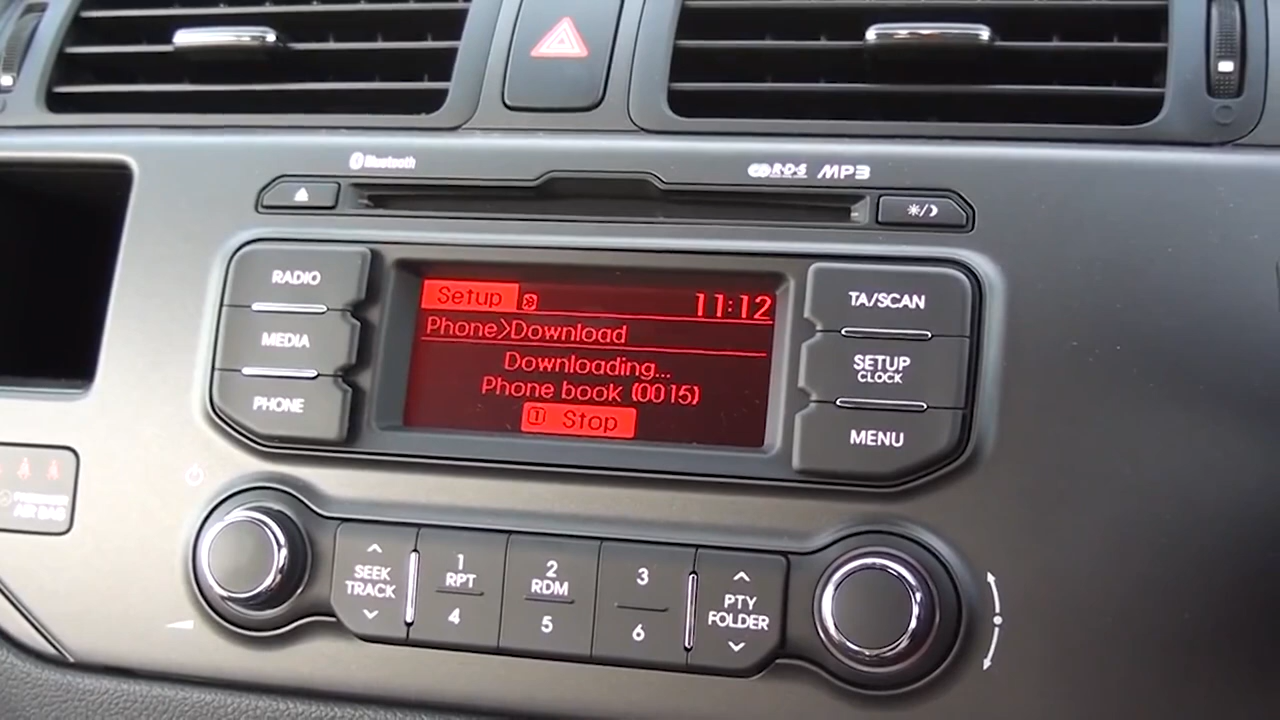 Bluetooth
RDS MP3
RADIO
MEDIA
PHONE
Setup 11:12
Phone>Download
Downloading...
Phone book (0015)
1 Stop
TA/SCAN
SETUP
CLOCK
MENU
AIR BAG
SEEK
TRACK
1
RPT
4
2
RDM
5
3
6
PTY
FOLDER